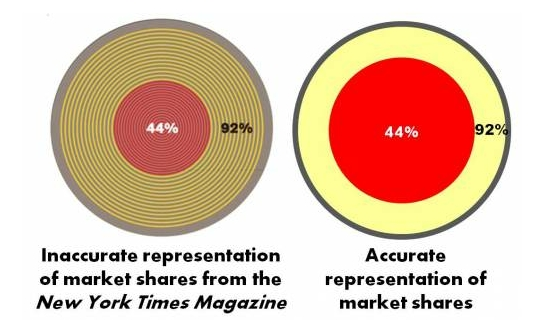 44%
92%
44%
92%
Inaccurate representation
of market shares from the
New York Times Magazine
Accurate
representation of
market shares